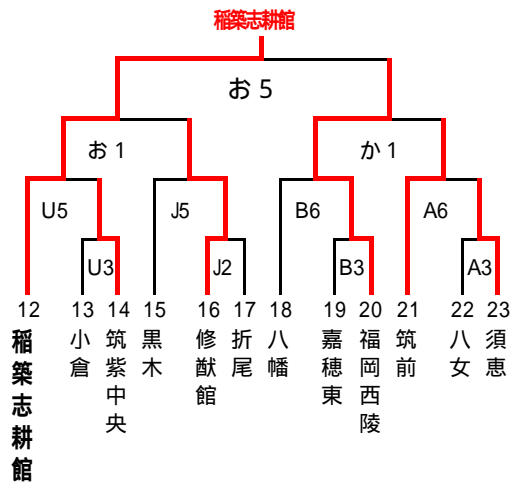 稲築志耕館
お5
お1
か1
U5
J5
B6
A6
U3
J2
B3
A3
12
13
14
15
16
17
18
19
20
21
22
23
稲築志耕館
小倉
筑紫中央
黒木
修猷館
折尾
八幡
嘉穂東
福岡西陵
筑前
八女
須恵